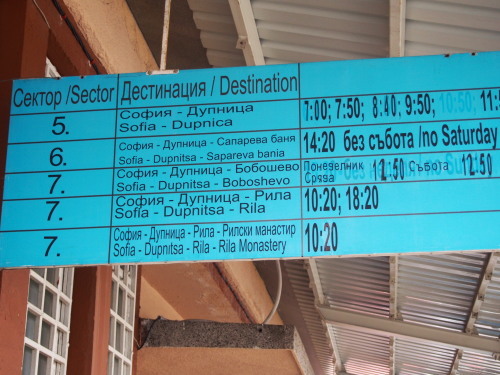 Сектор /Sector Дестинация / Destination
5. София - Дупница 7:00; 7:50; 8:40; 9:50; 10:50; 11
Sofia - Dupnica
6. София - Дупница - Сапарева баня 14:20 без събота /no Saturday
Sofia - Dupnitsa - Sapareva bania
7. София - Дупница - Бобошево Понеделник 12:50 Събота 12:50
Sofia - Dupnitsa - Boboshevo Сряда
7. София - Дупница - Рила 10:20; 18:20
Sofia - Dupnitsa - Rila
7. София - Дупница - Рила - Рилски манастир 10:20
Sofia - Dupnitsa - Rila - Rila Monastery